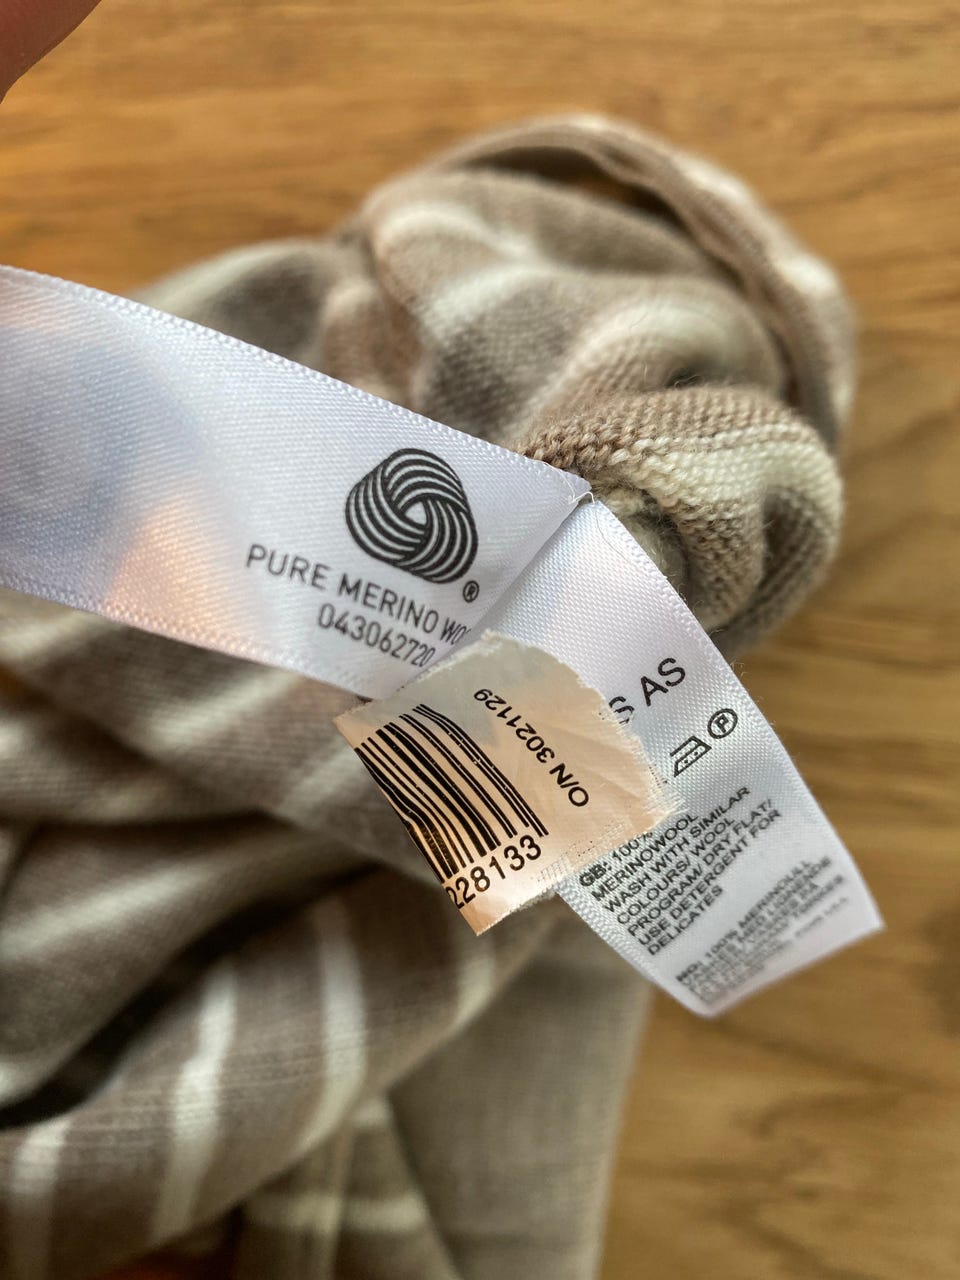 ®
PURE MERINO WO
043062720
O/N 3021129
228133
S AS
P
GB: 100%
MERINOWOOL
WASH WITH SIMILAR
COLOURS/ WOOL
PROGRAM/ DRY FLAT/
USE DETERGENT FOR
DELICATES
NO: 100% MERINOULL